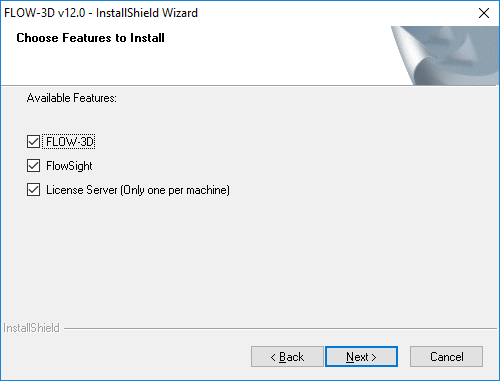 FLOW-3D v12.0 - InstallShield Wizard
Choose Features to Install
Available Features:
FLOW-3D
FlowSight
License Server (Only one per machine)
InstallShield
< Back
Next >
Cancel